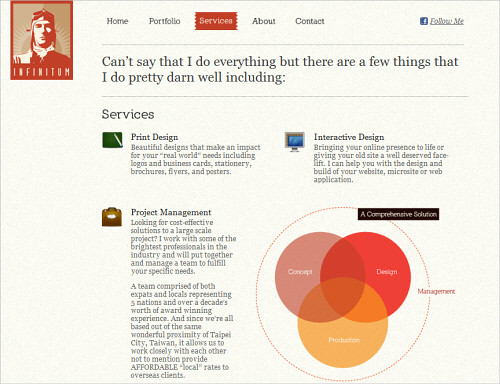 INFINITUM
Home Portfolio Services About Contact
Follow Me
Can't say that I do everything but there are a few things that
I do pretty darn well including:
Services
Print Design
Beautiful designs that make an impact
for your “real world” needs including
logos and business cards, stationery,
brochures, flyers, and posters.
Interactive Design
Bringing your online presence to life or
giving your old site a well deserved face-
lift. I can help you with the design and
build of your website, microsite or web
application.
Project Management
Looking for cost-effective
solutions to a large scale
project? I work with some of the
brightest professionals in the
industry and will put together
and manage a team to fulfill
your specific needs.
A team comprised of both
expats and locals representing
5 nations and over a decade's
worth of award winning
experience. And since we're all
based out of the same
wonderful proximity of Taipei
City, Taiwan, it allows us to
work closely with each other
not to mention provide
AFFORDABLE “local” rates to
overseas clients.
A Comprehensive Solution
Concept
Design
Management
Production